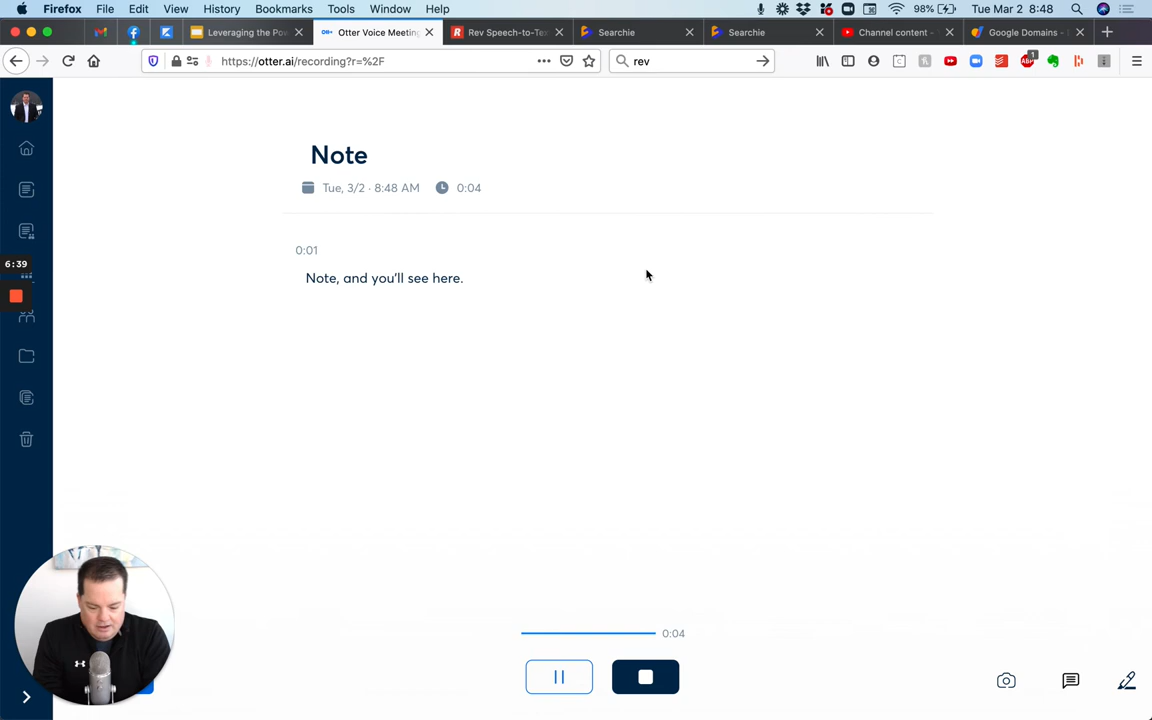 Firefox File Edit View History Bookmarks Tools Window Help 98% Tue Mar 2 8:48
Leveraging the Po Otter Voice Meeting Rev Speech-to-Tex Searchie Searchie Channel content - Google Domains -
https://otter.ai/recording?r=%2F rev ABP 1
Note
Tue, 3/2 · 8:48 AM 0:04
0:01
6:39
Note, and you'll see here.
0:04